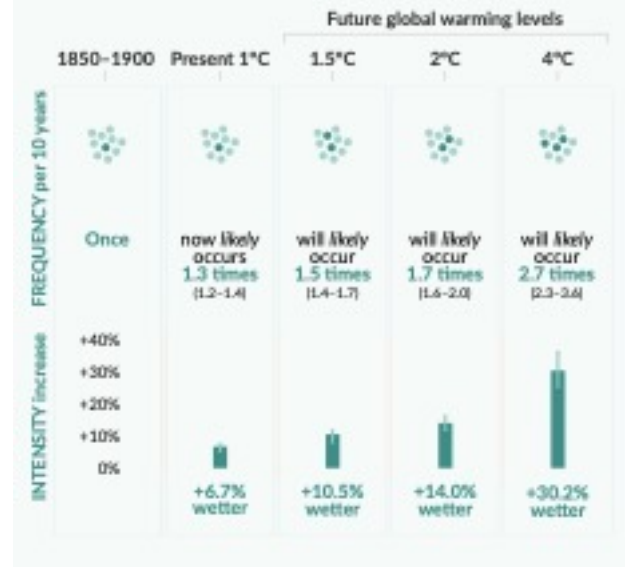 Future global warming levels
1850–1900 Present 1°C 1.5°C 2°C 4°C
FREQUENCY per 10 years
Once
now likely occurs 1.3 times (1.2–1.4)
will likely occur 1.5 times (1.4–1.7)
will likely occur 1.7 times (1.6–2.0)
will likely occur 2.7 times (2.3–3.6)
INTENSITY increase
+40%
+30%
+20%
+10%
0%
+6.7% wetter
+10.5% wetter
+14.0% wetter
+30.2% wetter